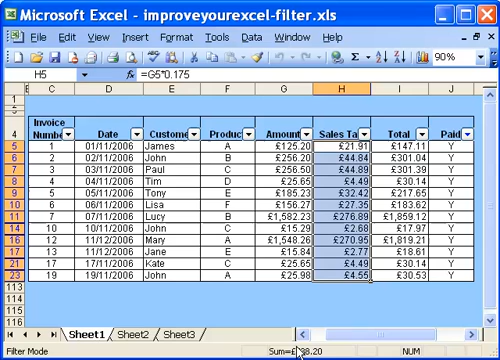 Microsoft Excel - improveyourexcel-filter.xls
File Edit View Insert Format Tools Data Window Help
90%
H5 fx =G5*0.175
B C D E F G H I J
1
4 Invoice Numbe Date Custome Produc Amount Sales Ta Total Paid
5 1 01/11/2006 James A £125.20 £21.91 £147.11 Y
6 2 02/11/2006 John B £256.20 £44.84 £301.04 Y
7 3 03/11/2006 Paul C £256.50 £44.89 £301.39 Y
8 4 04/11/2006 Tim D £25.65 £4.49 £30.14 Y
9 5 05/11/2006 Tony E £185.23 £32.42 £217.65 Y
10 6 06/11/2006 Lisa F £156.27 £27.35 £183.62 Y
11 7 07/11/2006 Lucy B £1,582.23 £276.89 £1,859.12 Y
14 10 10/11/2006 John C £15.29 £2.68 £17.97 Y
16 12 11/12/2006 Mary A £1,548.26 £270.95 £1,819.21 Y
17 13 11/12/2006 Jane E £15.84 £2.77 £18.61 Y
21 17 17/11/2006 Kate C £25.65 £4.49 £30.14 Y
23 19 19/11/2006 John A £25.98 £4.55 £30.53 Y
113
114
115
116
Sheet1 Sheet2 Sheet3
Filter Mode NUM